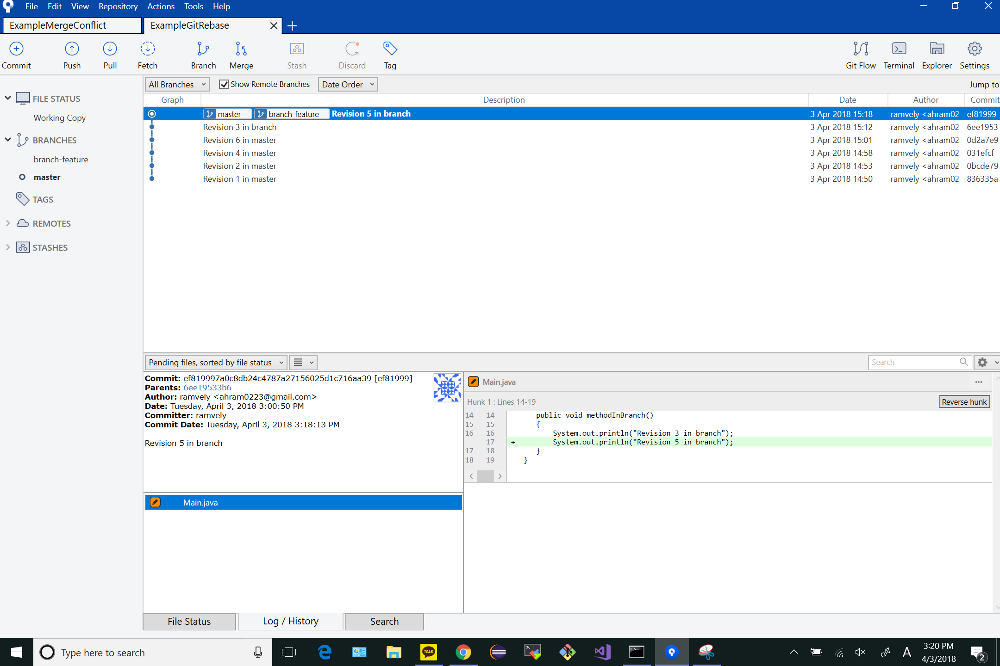 File Edit View Repository Actions Tools Help
ExampleMergeConflict ExampleGitRebase
Commit Push Pull Fetch Branch Merge Stash Discard Tag Git Flow Terminal Explorer Settings
All Branches Show Remote Branches Date Order Jump to
Graph Description Date Author Commit
master branch-feature Revision 5 in branch 3 Apr 2018 15:18 ramvely <ahram02 ef81999
Revision 3 in branch 3 Apr 2018 15:12 ramvely <ahram02 6ee1953
Revision 6 in master 3 Apr 2018 15:01 ramvely <ahram02 0d2a7e9
Revision 4 in master 3 Apr 2018 14:58 ramvely <ahram02 031efcf
Revision 2 in master 3 Apr 2018 14:53 ramvely <ahram02 0bcde79
Revision 1 in master 3 Apr 2018 14:50 ramvely <ahram02 836335a
FILE STATUS
Working Copy
BRANCHES
branch-feature
master
TAGS
REMOTES
STASHES
Pending files, sorted by file status Search
Commit: ef819997a0c8db24c4787a27156025d1c716aa39 [ef81999]
Parents: 6ee19533b6
Author: ramvely <ahram0223@gmail.com>
Date: Tuesday, April 3, 2018 3:00:50 PM
Committer: ramvely
Commit Date: Tuesday, April 3, 2018 3:18:13 PM
Revision 5 in branch
Main.java
Main.java
Hunk 1 : Lines 14-19 Reverse hunk
14 14 public void methodInBranch()
15 15 {
16 16 System.out.println("Revision 3 in branch");
17 + System.out.println("Revision 5 in branch");
17 18 }
18 19 }
File Status Log / History Search
Type here to search
TALK
A
3:20 PM
4/3/2018
2